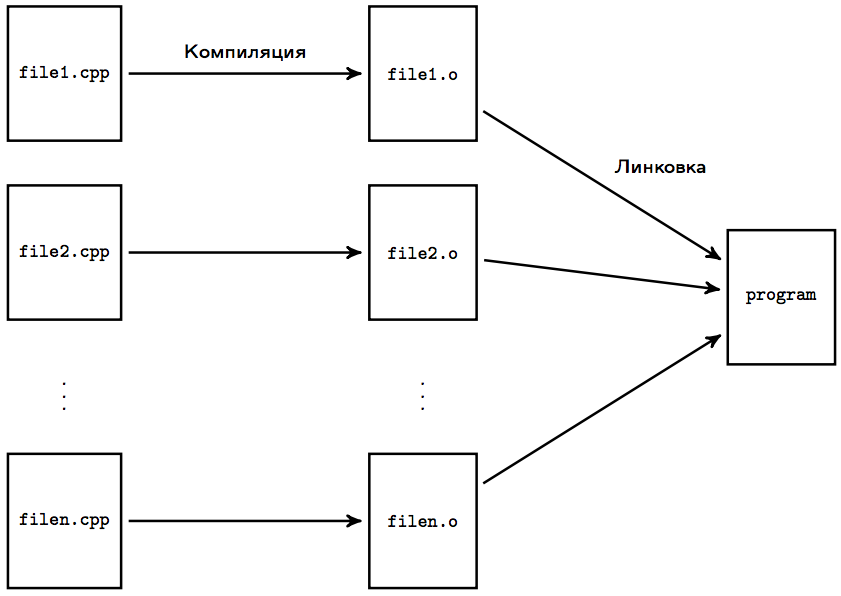 file1.cpp
Компиляция
file1.o
Линковка
file2.cpp
file2.o
program
filen.cpp
filen.o